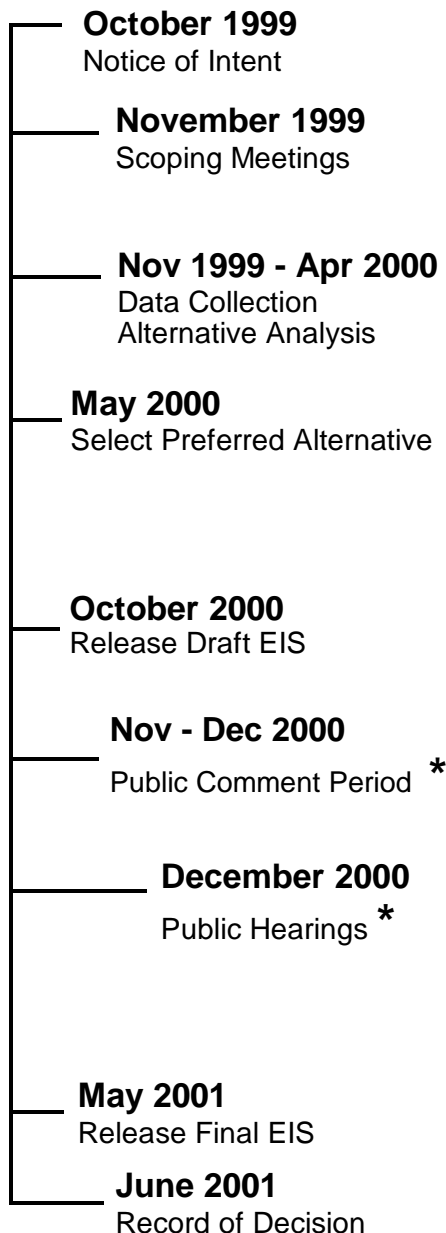 October 1999
Notice of Intent
November 1999
Scoping Meetings
Nov 1999 - Apr 2000
Data Collection
Alternative Analysis
May 2000
Select Preferred Alternative
October 2000
Release Draft EIS
Nov - Dec 2000
Public Comment Period *
December 2000
Public Hearings *
May 2001
Release Final EIS
June 2001
Record of Decision